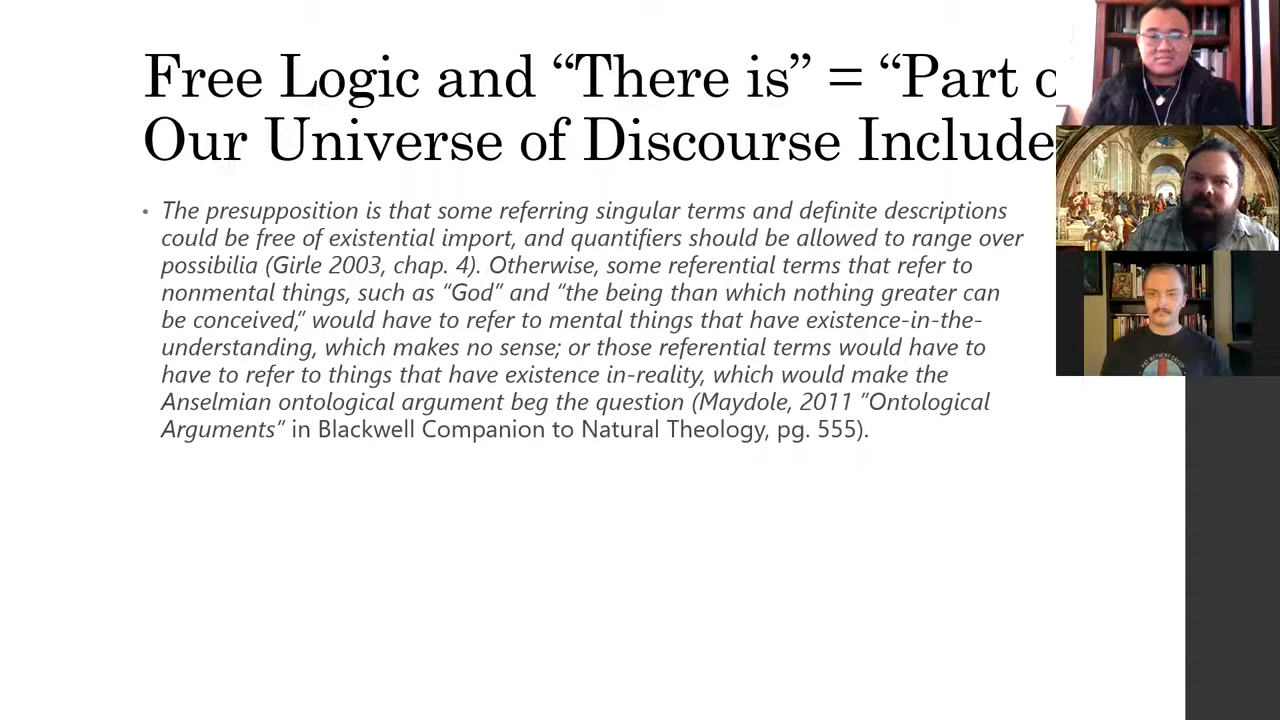 Free Logic and “There is” = “Part o
Our Universe of Discourse Include
• The presupposition is that some referring singular terms and definite descriptions
could be free of existential import, and quantifiers should be allowed to range over
possibilia (Girle 2003, chap. 4). Otherwise, some referential terms that refer to
nonmental things, such as “God” and “the being than which nothing greater can
be conceived,” would have to refer to mental things that have existence-in-the-
understanding, which makes no sense; or those referential terms would have to
have to refer to things that have existence in-reality, which would make the
Anselmian ontological argument beg the question (Maydole, 2011 “Ontological
Arguments” in Blackwell Companion to Natural Theology, pg. 555).
PAT METHENY GROUP